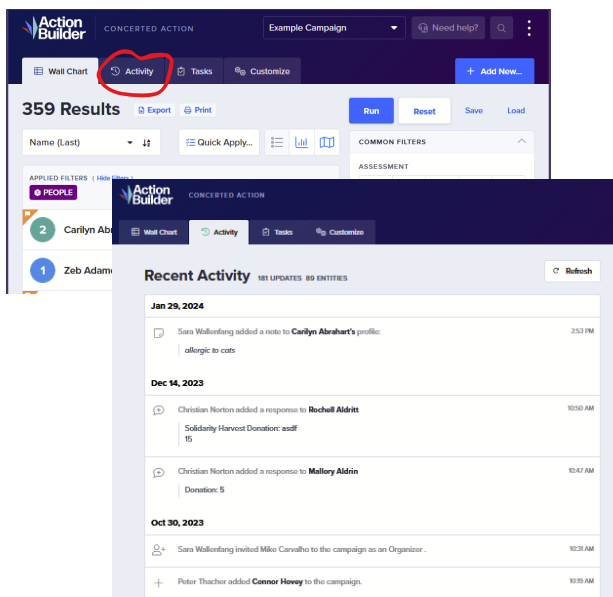 Action
Builder
CONCERTED ACTION
Example Campaign
Need help?
Wall Chart
Activity
Tasks
Customize
+ Add New...
359 Results
Export
Print
Run
Reset
Save
Load
Name (Last)
Quick Apply...
COMMON FILTERS
ASSESSMENT
APPLIED FILTERS ( Hide Filters )
PEOPLE
2
Carilyn Abr
1
Zeb Adame
Action
Builder
CONCERTED ACTION
Wall Chart
Activity
Tasks
Customize
Recent Activity 181 UPDATES 89 ENTITIES
Refresh
Jan 29, 2024
Sara Wallenfang added a note to Carilyn Abrahart's profile:
2:53 PM
allergic to cats
Dec 14, 2023
Christian Norton added a response to Rochell Aldritt
10:50 AM
Solidarity Harvest Donation: asdf
15
Christian Norton added a response to Mallory Aldrin
10:47 AM
Donation: 5
Oct 30, 2023
Sara Wallenfang invited Mike Carvalho to the campaign as an Organizer .
10:31 AM
Peter Thacher added Connor Hovey to the campaign.
10:19 AM